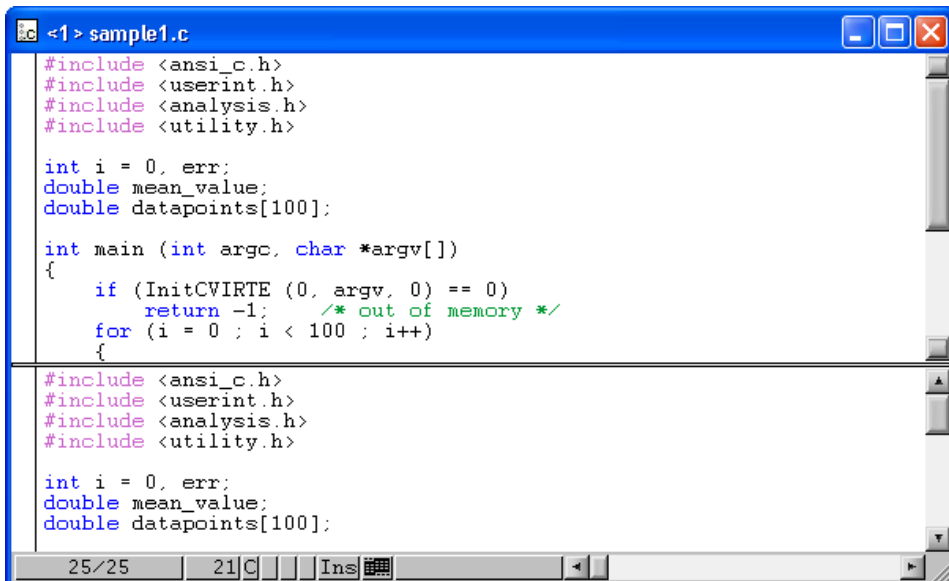 <1> sample1.c
#include <ansi_c.h>
#include <userint.h>
#include <analysis.h>
#include <utility.h>
int i = 0, err;
double mean_value;
double datapoints[100];
int main (int argc, char *argv[])
{
if (InitCVIRTE (0, argv, 0) == 0)
return -1; /* out of memory */
for (i = 0 ; i < 100 ; i++)
{
#include <ansi_c.h>
#include <userint.h>
#include <analysis.h>
#include <utility.h>
int i = 0, err;
double mean_value;
double datapoints[100];
25/25 21 C Ins